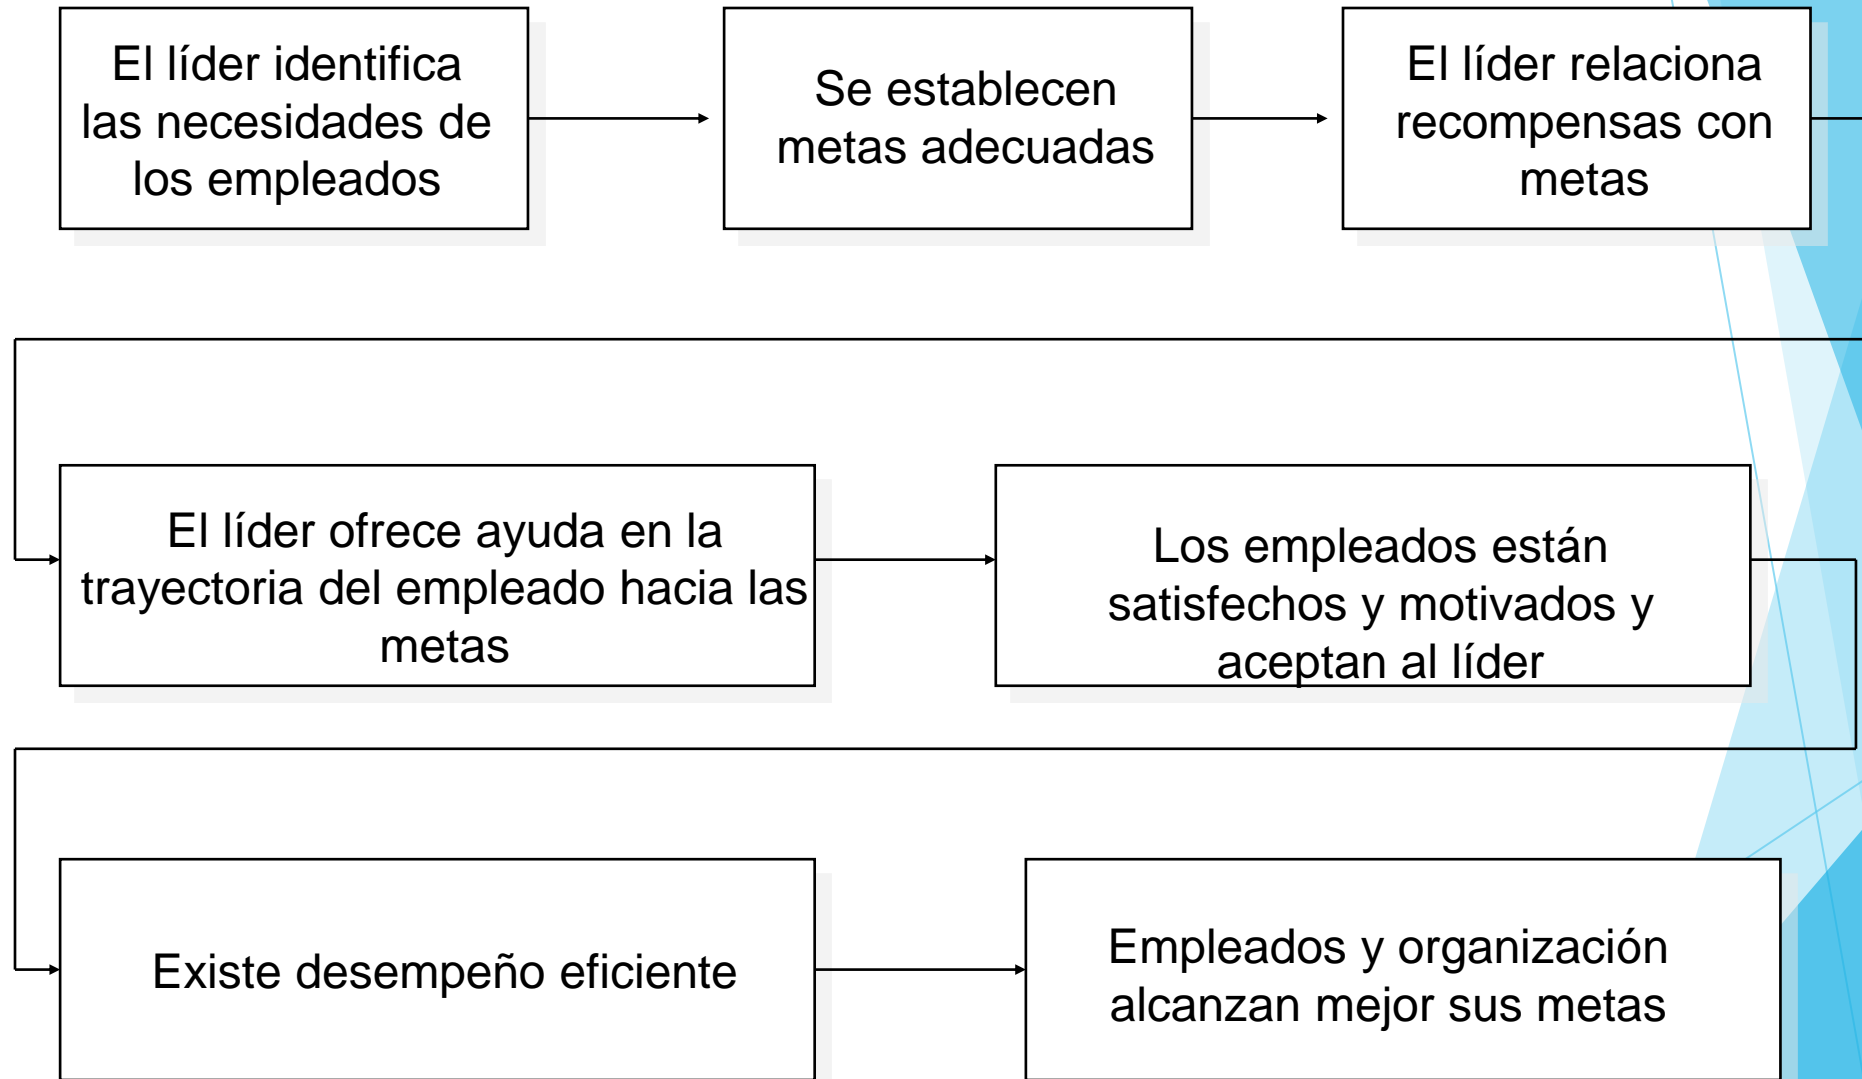 El líder identifica
las necesidades de
los empleados
Se establecen
metas adecuadas
El líder relaciona
recompensas con
metas
El líder ofrece ayuda en la
trayectoria del empleado hacia las
metas
Los empleados están
satisfechos y motivados y
aceptan al líder
Existe desempeño eficiente
Empleados y organización
alcanzan mejor sus metas